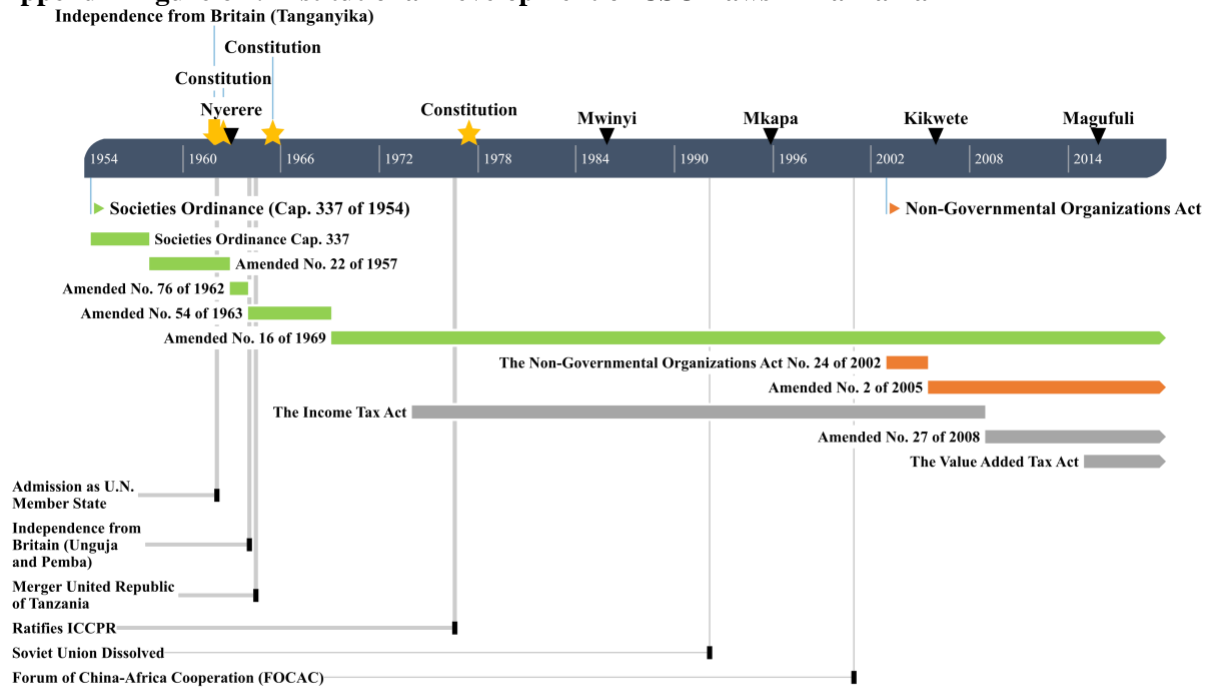 Independence from Britain (Tanganyika)
Constitution
Constitution
Nyerere
Constitution
Mwinyi
Mkapa
Kikwete
Magufuli
1954
1960
1966
1972
1978
1984
1990
1996
2002
2008
2014
Societies Ordinance (Cap. 337 of 1954)
Non-Governmental Organizations Act
Societies Ordinance Cap. 337
Amended No. 22 of 1957
Amended No. 76 of 1962
Amended No. 54 of 1963
Amended No. 16 of 1969
The Non-Governmental Organizations Act No. 24 of 2002
Amended No. 2 of 2005
The Income Tax Act
Amended No. 27 of 2008
The Value Added Tax Act
Admission as U.N.
Member State
Independence from
Britain (Unguja
and Pemba)
Merger United Republic
of Tanzania
Ratifies ICCPR
Soviet Union Dissolved
Forum of China-Africa Cooperation (FOCAC)